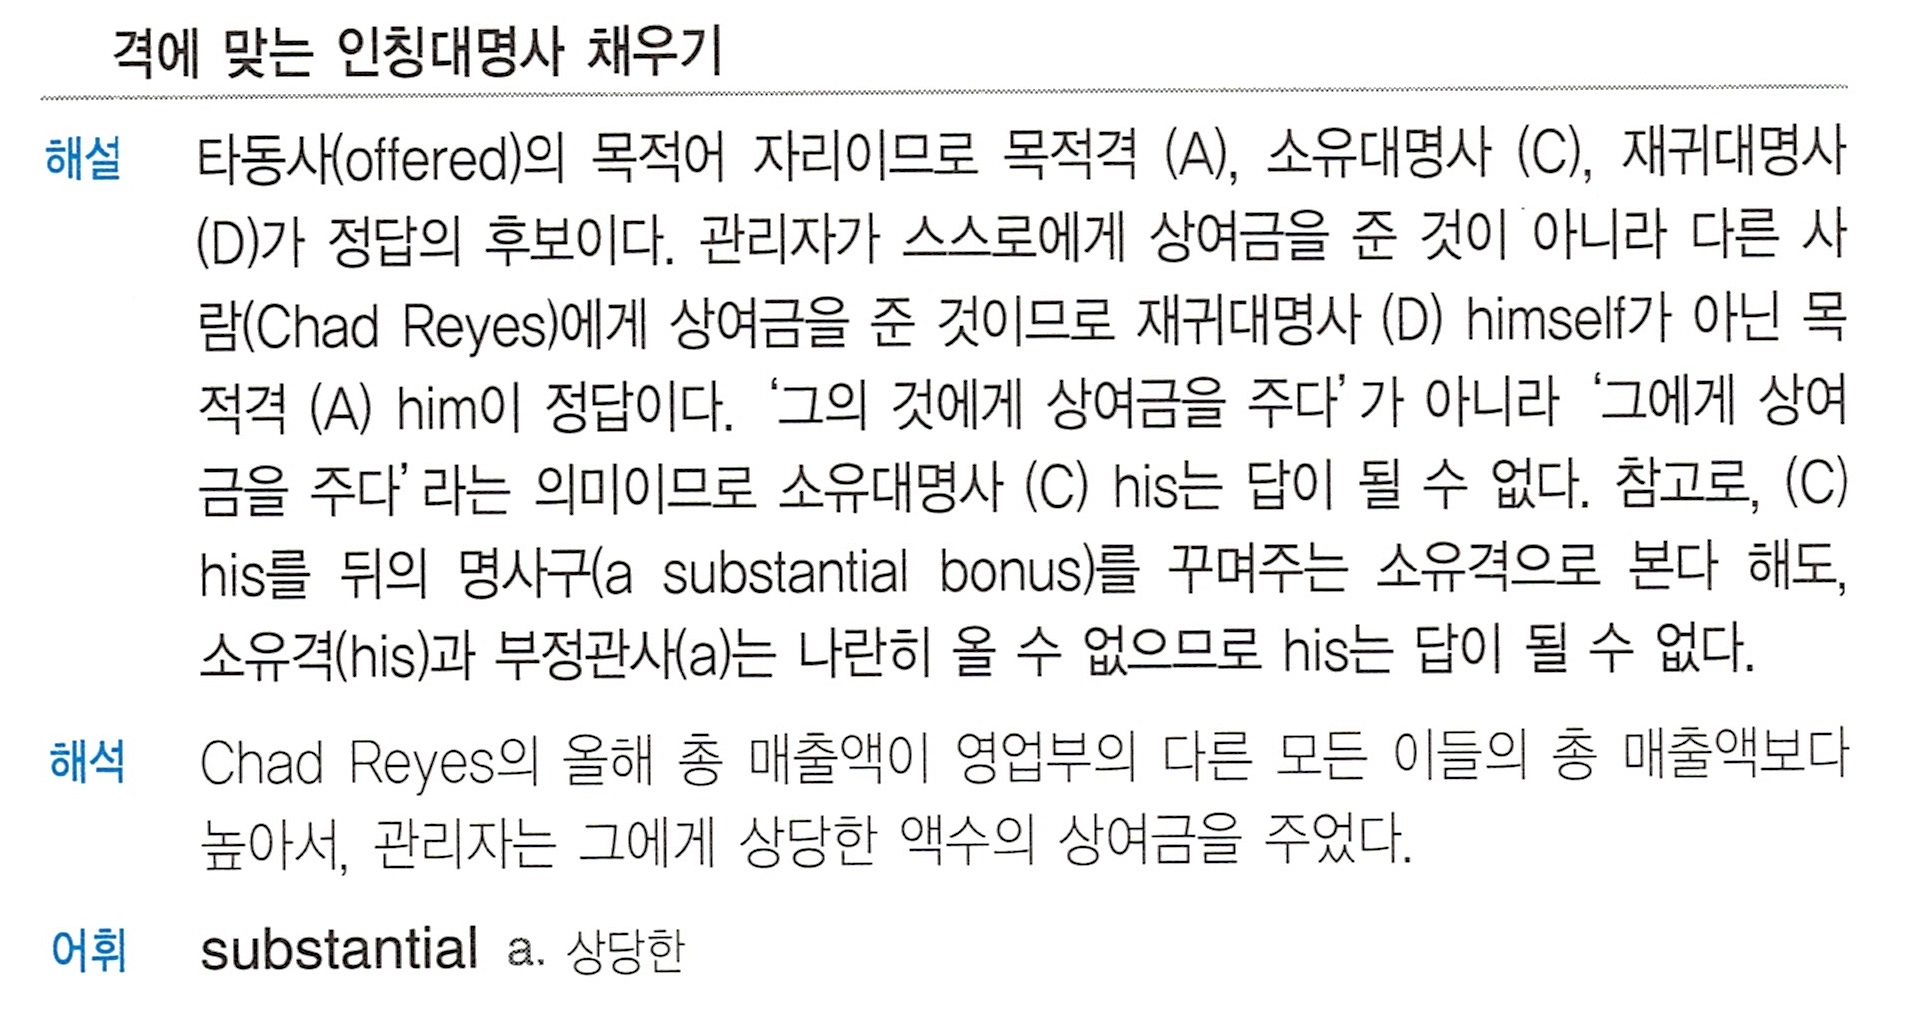 격에 맞는 인칭대명사 채우기
해설 타동사(offered)의 목적어 자리이므로 목적격 (A), 소유대명사 (C), 재귀대명사
(D)가 정답의 후보이다. 관리자가 스스로에게 상여금을 준 것이 아니라 다른 사
람(Chad Reyes)에게 상여금을 준 것이므로 재귀대명사 (D) himself가 아닌 목
적격 (A) him이 정답이다. ‘그의 것에게 상여금을 주다’가 아니라 ‘그에게 상여
금을 주다’라는 의미이므로 소유대명사 (C) his는 답이 될 수 없다. 참고로, (C)
his를 뒤의 명사구(a substantial bonus)를 꾸며주는 소유격으로 본다 해도,
소유격(his)과 부정관사(a)는 나란히 올 수 없으므로 his는 답이 될 수 없다.
해석 Chad Reyes의 올해 총 매출액이 영업부의 다른 모든 이들의 총 매출액보다
높아서, 관리자는 그에게 상당한 액수의 상여금을 주었다.
어휘 substantial a. 상당한